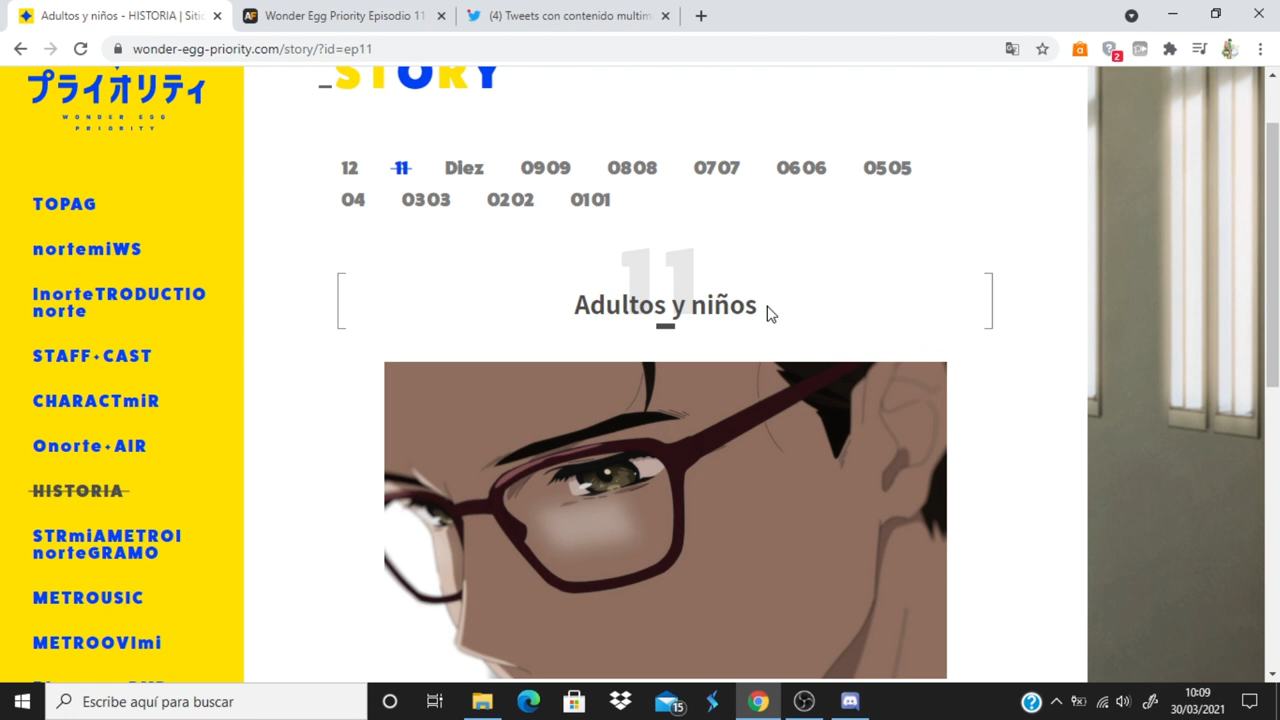 Adultos y niños - HISTORIA | Sitio
Wonder Egg Priority Episodio 11
(4) Tweets con contenido multim
wonder-egg-priority.com/story/?id=ep11
2
プライオリティ
WONDER EGG
PRIORITY
_STORY
12 11 Diez 0909 0808 0707 0606 0505
04 0303 0202 0101
TOPAG
nortemiWS
InorteTRODUCTIO
norte
STAFF+CAST
CHARACTmiR
Onorte+AIR
HISTORIA
STRmiAMETROI
norteGRAMO
METROUSIC
METROOVImi
11
Adultos y niños
Escribe aquí para buscar
15
10:09
30/03/2021